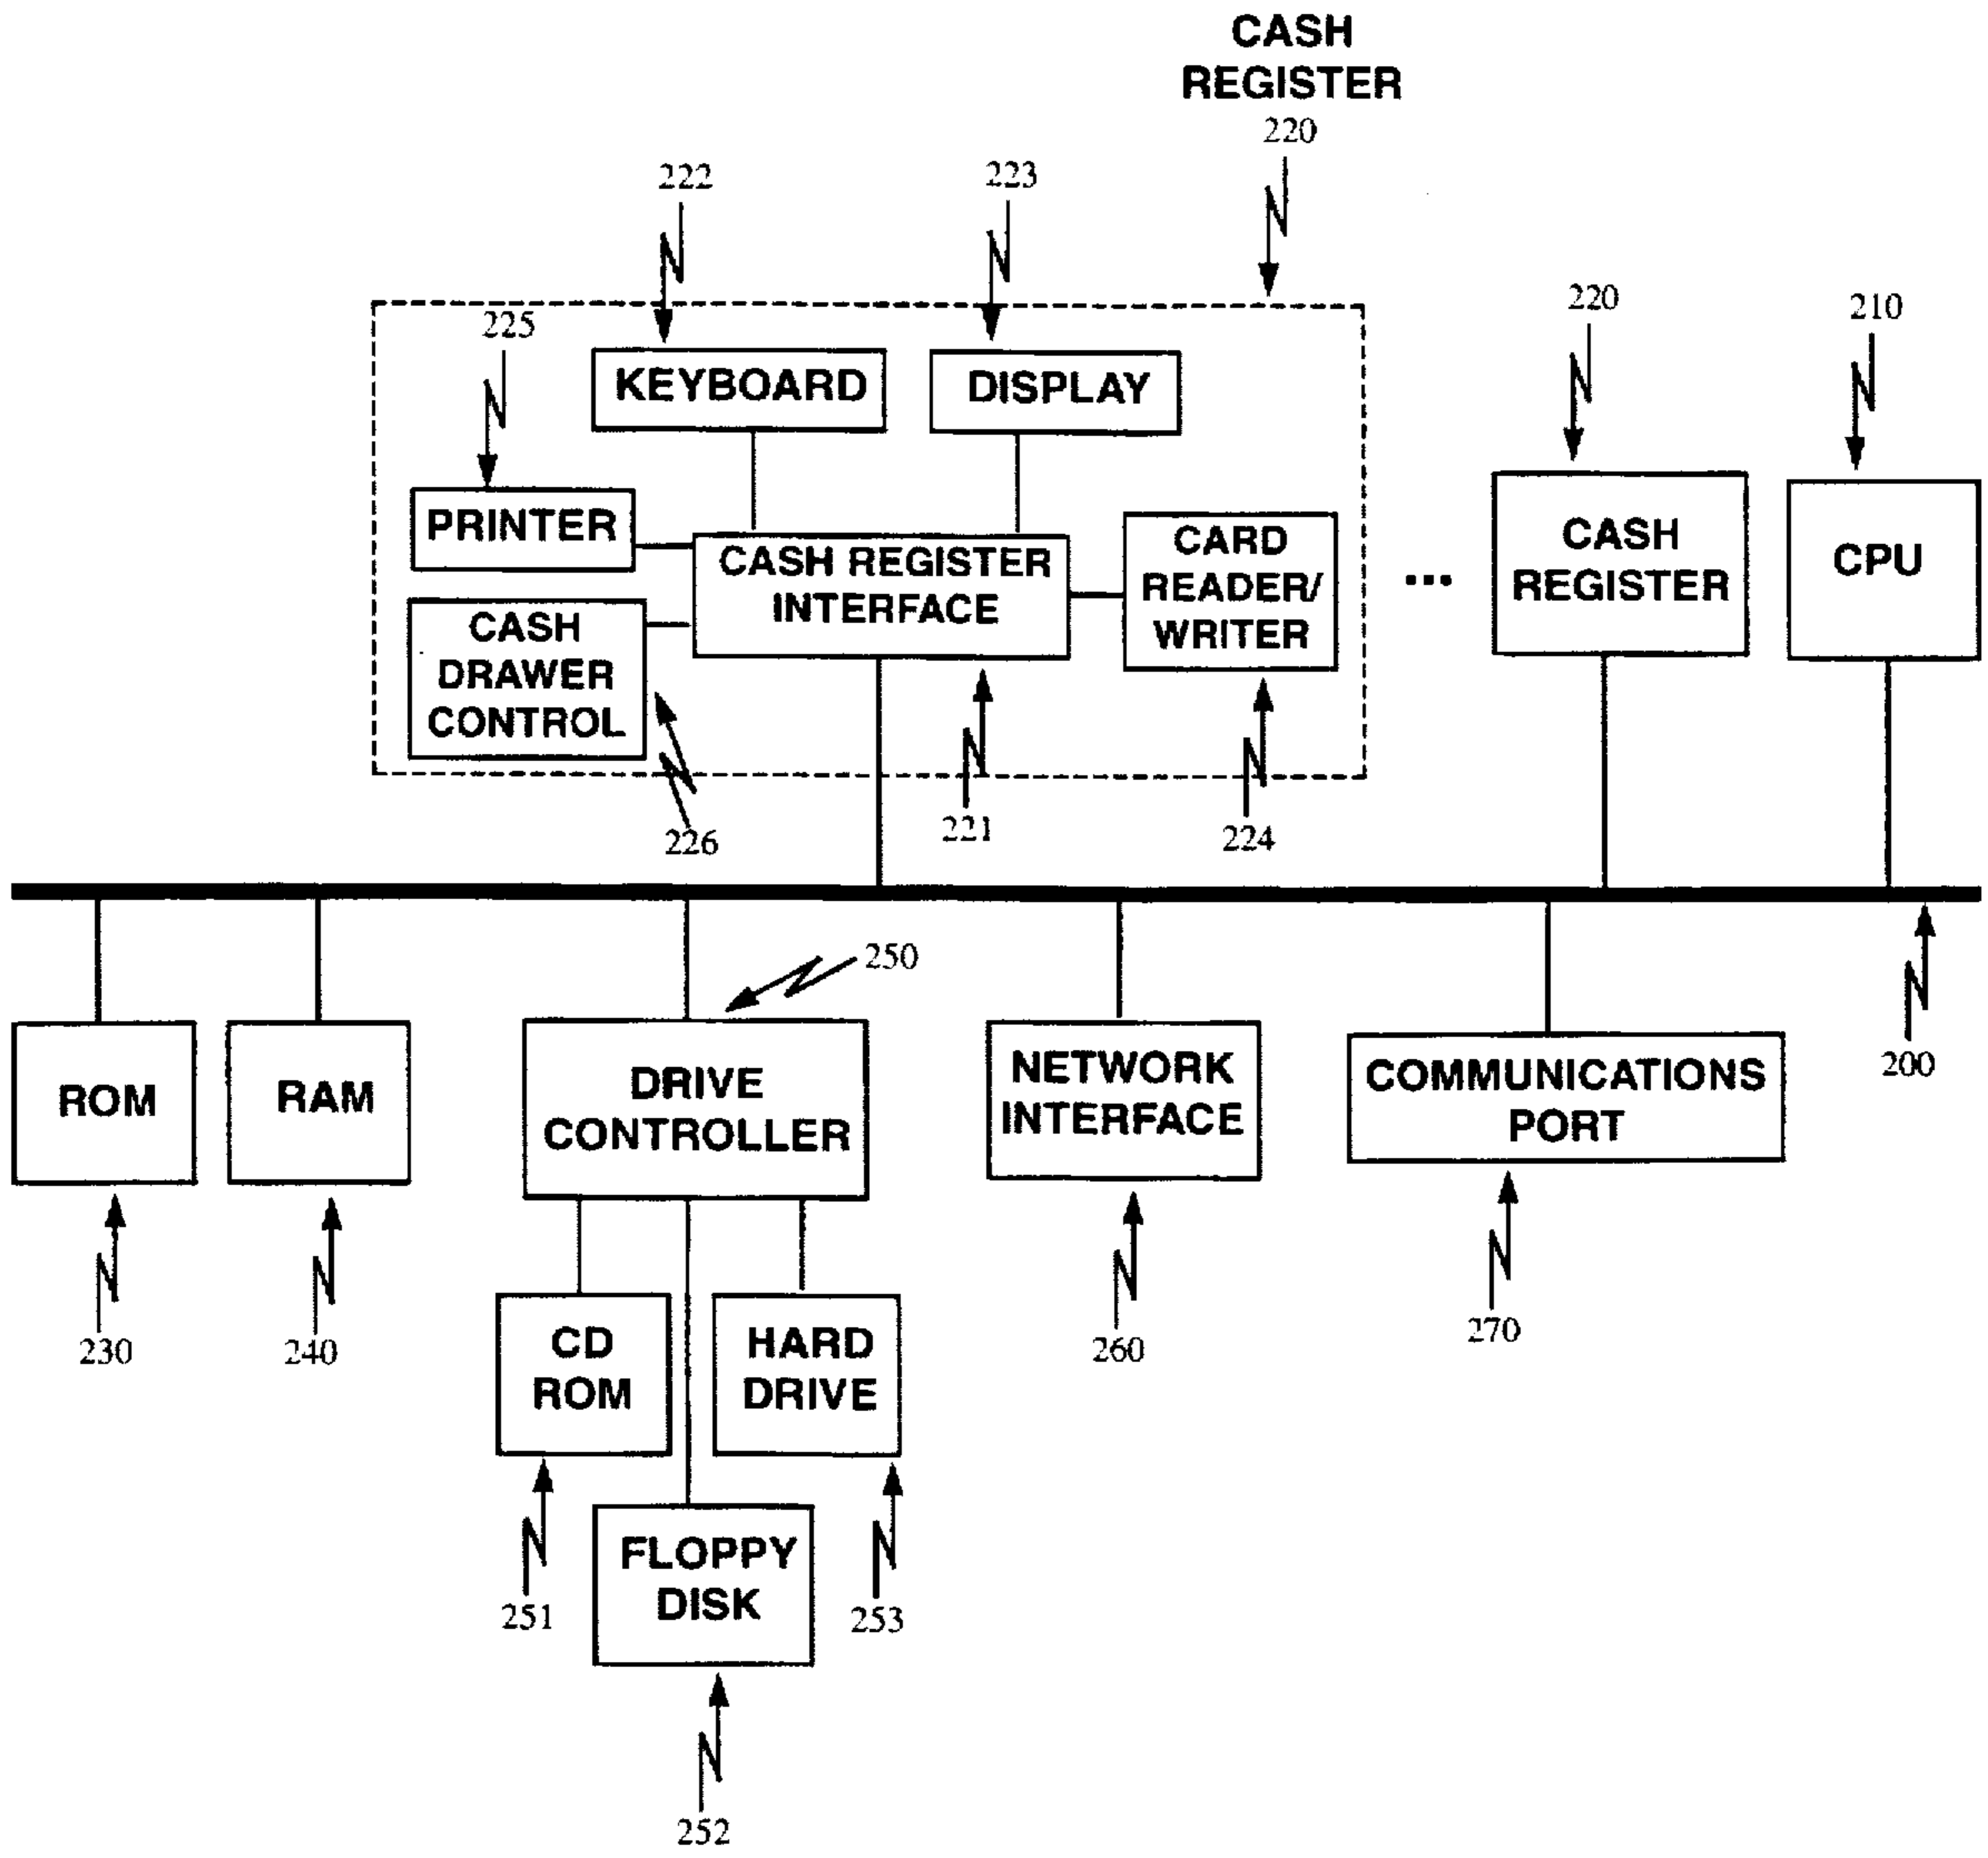 CASH
REGISTER
220
222
223
225
220
210
KEYBOARD
DISPLAY
PRINTER
CASH REGISTER
INTERFACE
CARD
READER/
WRITER
...
CASH
REGISTER
CPU
CASH
DRAWER
CONTROL
226
221
224
250
200
ROM
RAM
DRIVE
CONTROLLER
NETWORK
INTERFACE
COMMUNICATIONS
PORT
230
240
260
270
CD
ROM
HARD
DRIVE
251
FLOPPY
DISK
253
252